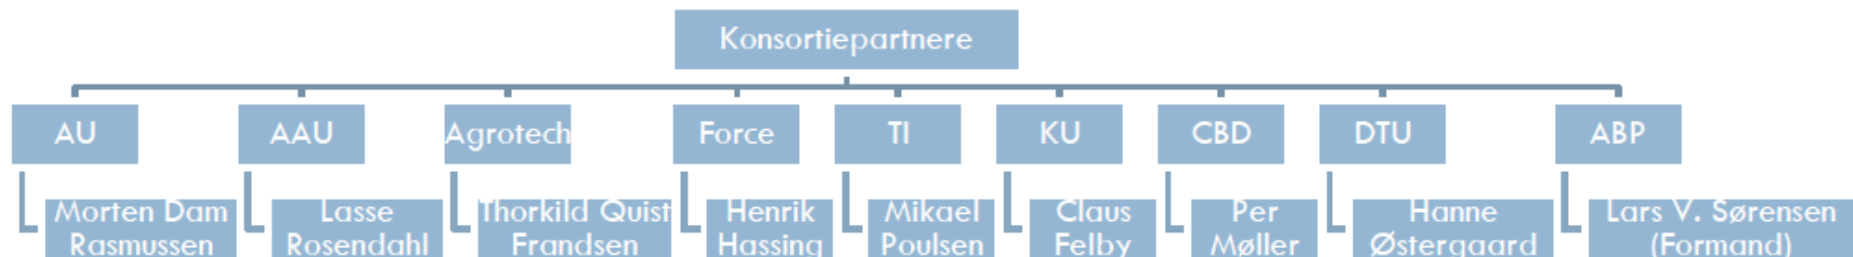 Konsortiepartnere
AU
AAU
Agrotech
Force
TI
KU
CBD
DTU
ABP
Morten Dam
Rasmussen
Lasse
Rosendahl
Thorkild Quist
Frandsen
Henrik
Hassing
Mikael
Poulsen
Claus
Felby
Per
Møller
Hanne
Østergaard
Lars V. Sørensen
(Formand)